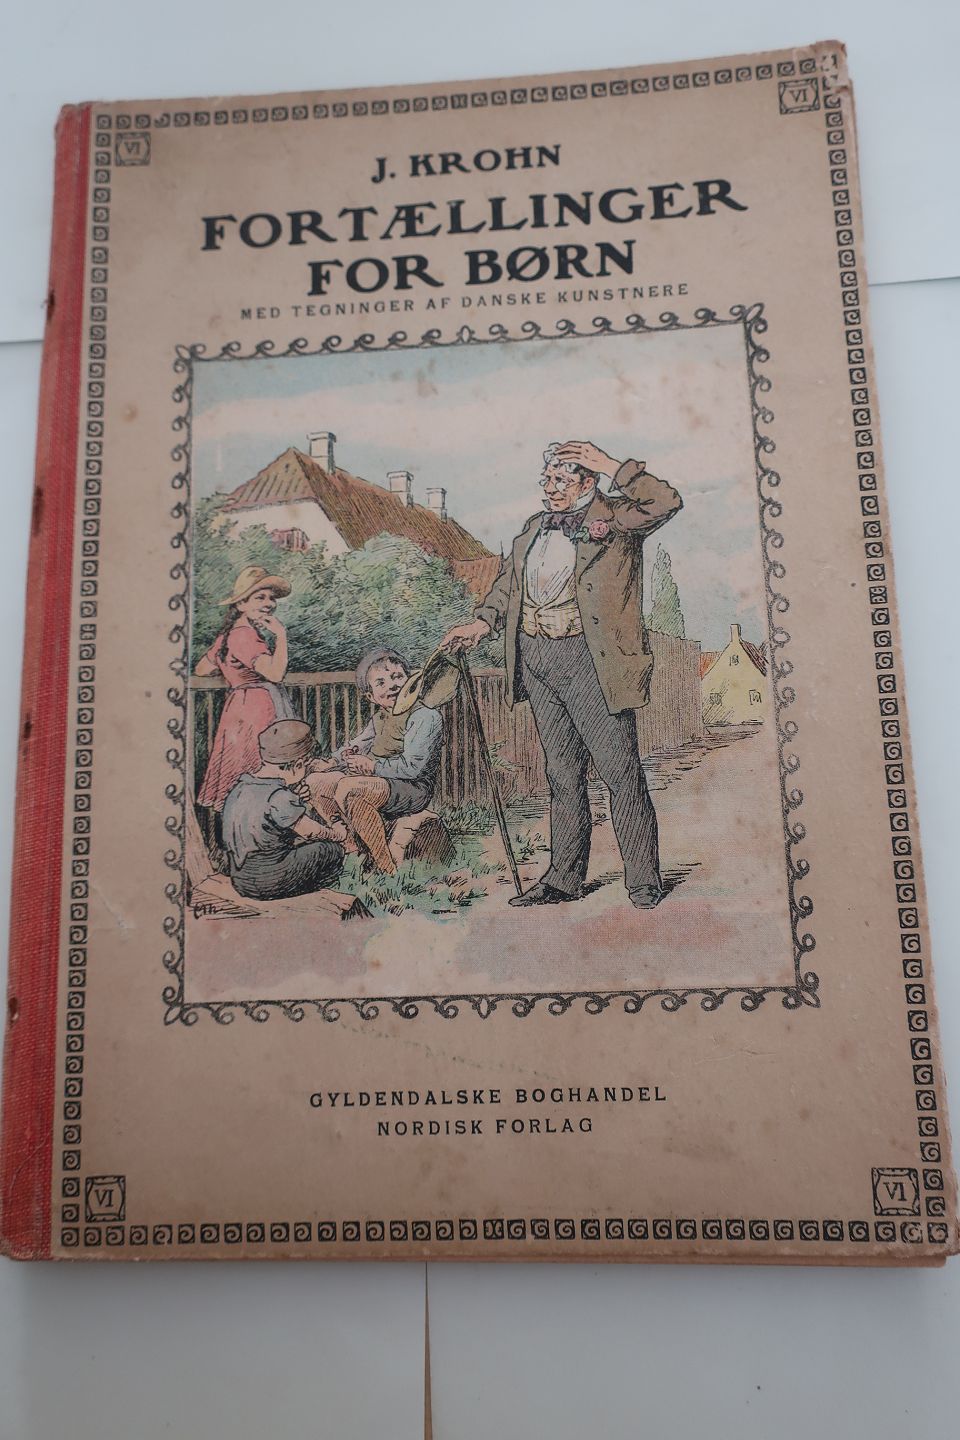 VI
VI
J. KROHN
FORTÆLLINGER
FOR BØRN
MED TEGNINGER AF DANSKE KUNSTNERE
GYLDENDALSKE BOGHANDEL
NORDISK FORLAG
VI
VI